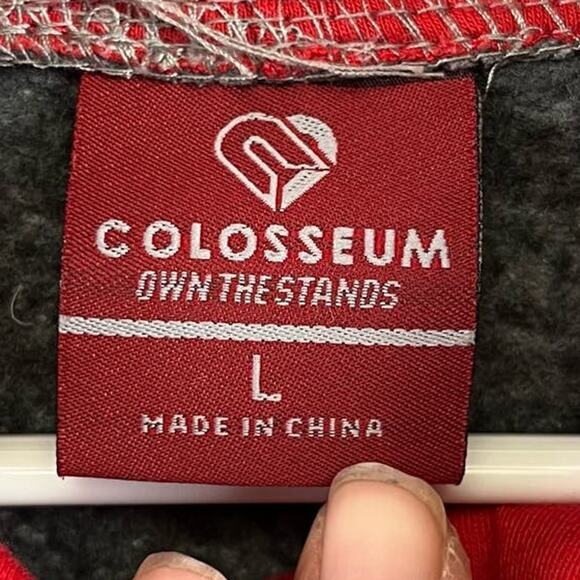 COLOSSEUM
OWN THE STANDS
L
MADE IN CHINA